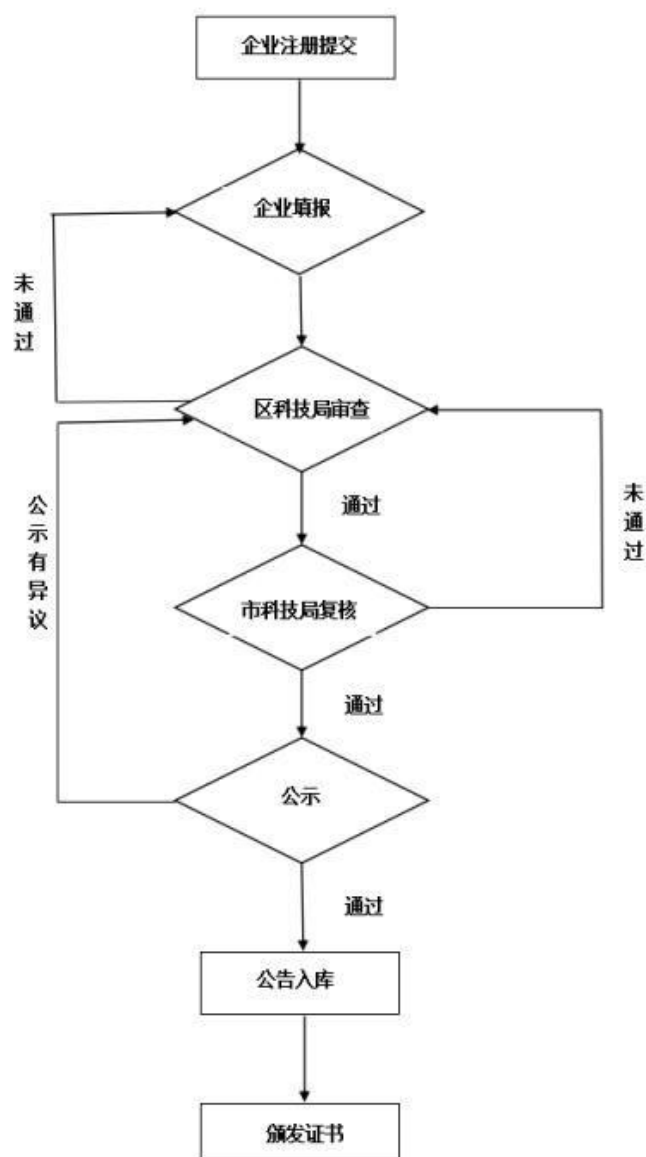 企业注册提交
企业填报
未通过
区科技局审查
通过
未通过
公示有异议
市科技局复核
通过
公示
通过
公告入库
颁发证书